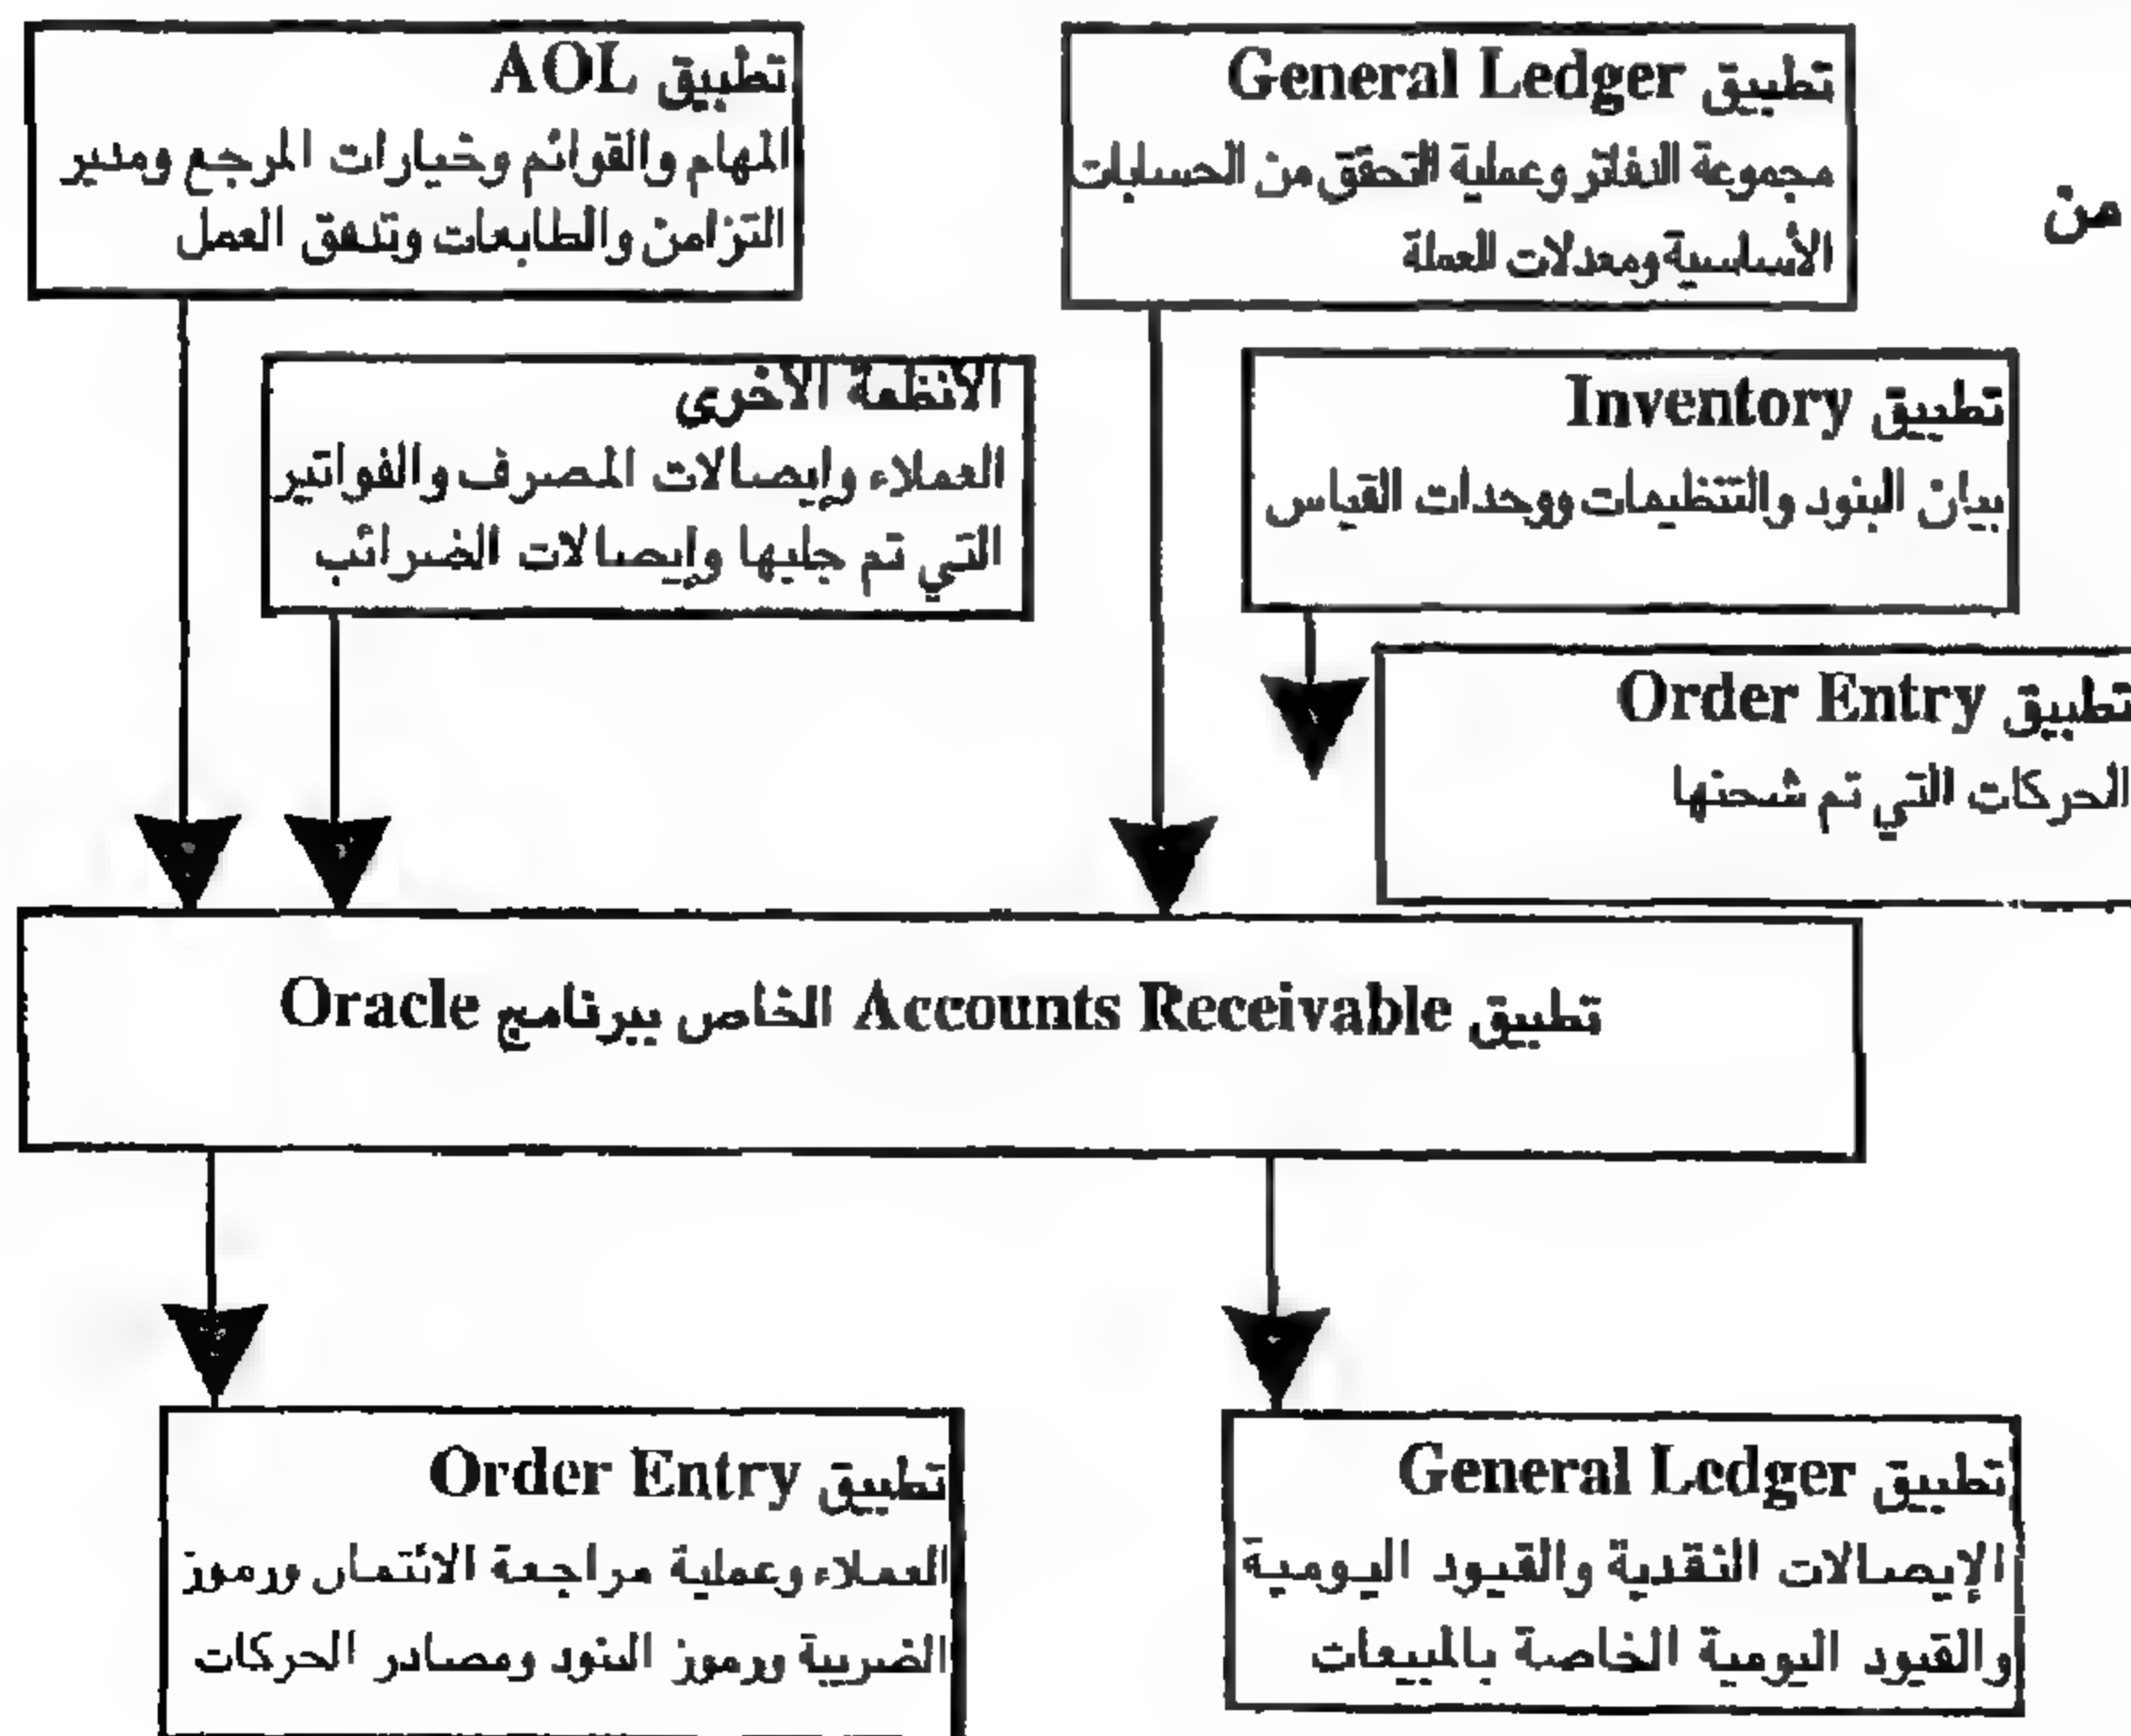 من
تطبيق General Ledger
مجموعة الدفاتر وعملية التحقق من الحسابات
الأساسية ومعدلات العملة
تطبيق AOL
المهام والقوائم وخيارات المرجع ومدير
التزامن والطابعات وتدفق العمل
تطبيق Inventory
بيان البنود والتنظيمات ووحدات القياس
الأنظمة الأخرى
العملاء وإيصالات المصرف والفواتير
التي تم جلبها وإيصالات الضرائب
تطبيق Order Entry
الحركات التي تم شحنها
تطبيق Accounts Receivable الخاص ببرنامج Oracle
تطبيق General Ledger
الإيصالات النقدية والقيود اليومية
والقيود اليومية الخاصة بالمبيعات
تطبيق Order Entry
العملاء وعملية مراجعة الائتمان ورموز
الضريبة ورموز البنود ومصادر الحركات